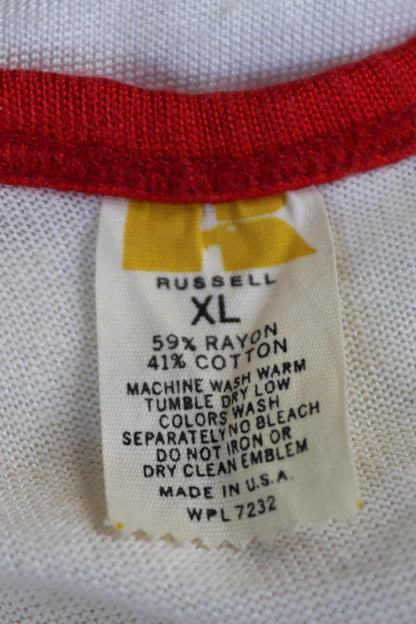 RUSSELL
XL
59% RAYON
41% COTTON
MACHINE WASH WARM
TUMBLE DRY LOW
COLORS WASH
SEPARATELY NO BLEACH
DO NOT IRON OR
DRY CLEAN EMBLEM
MADE IN U.S.A.
WPL 7232